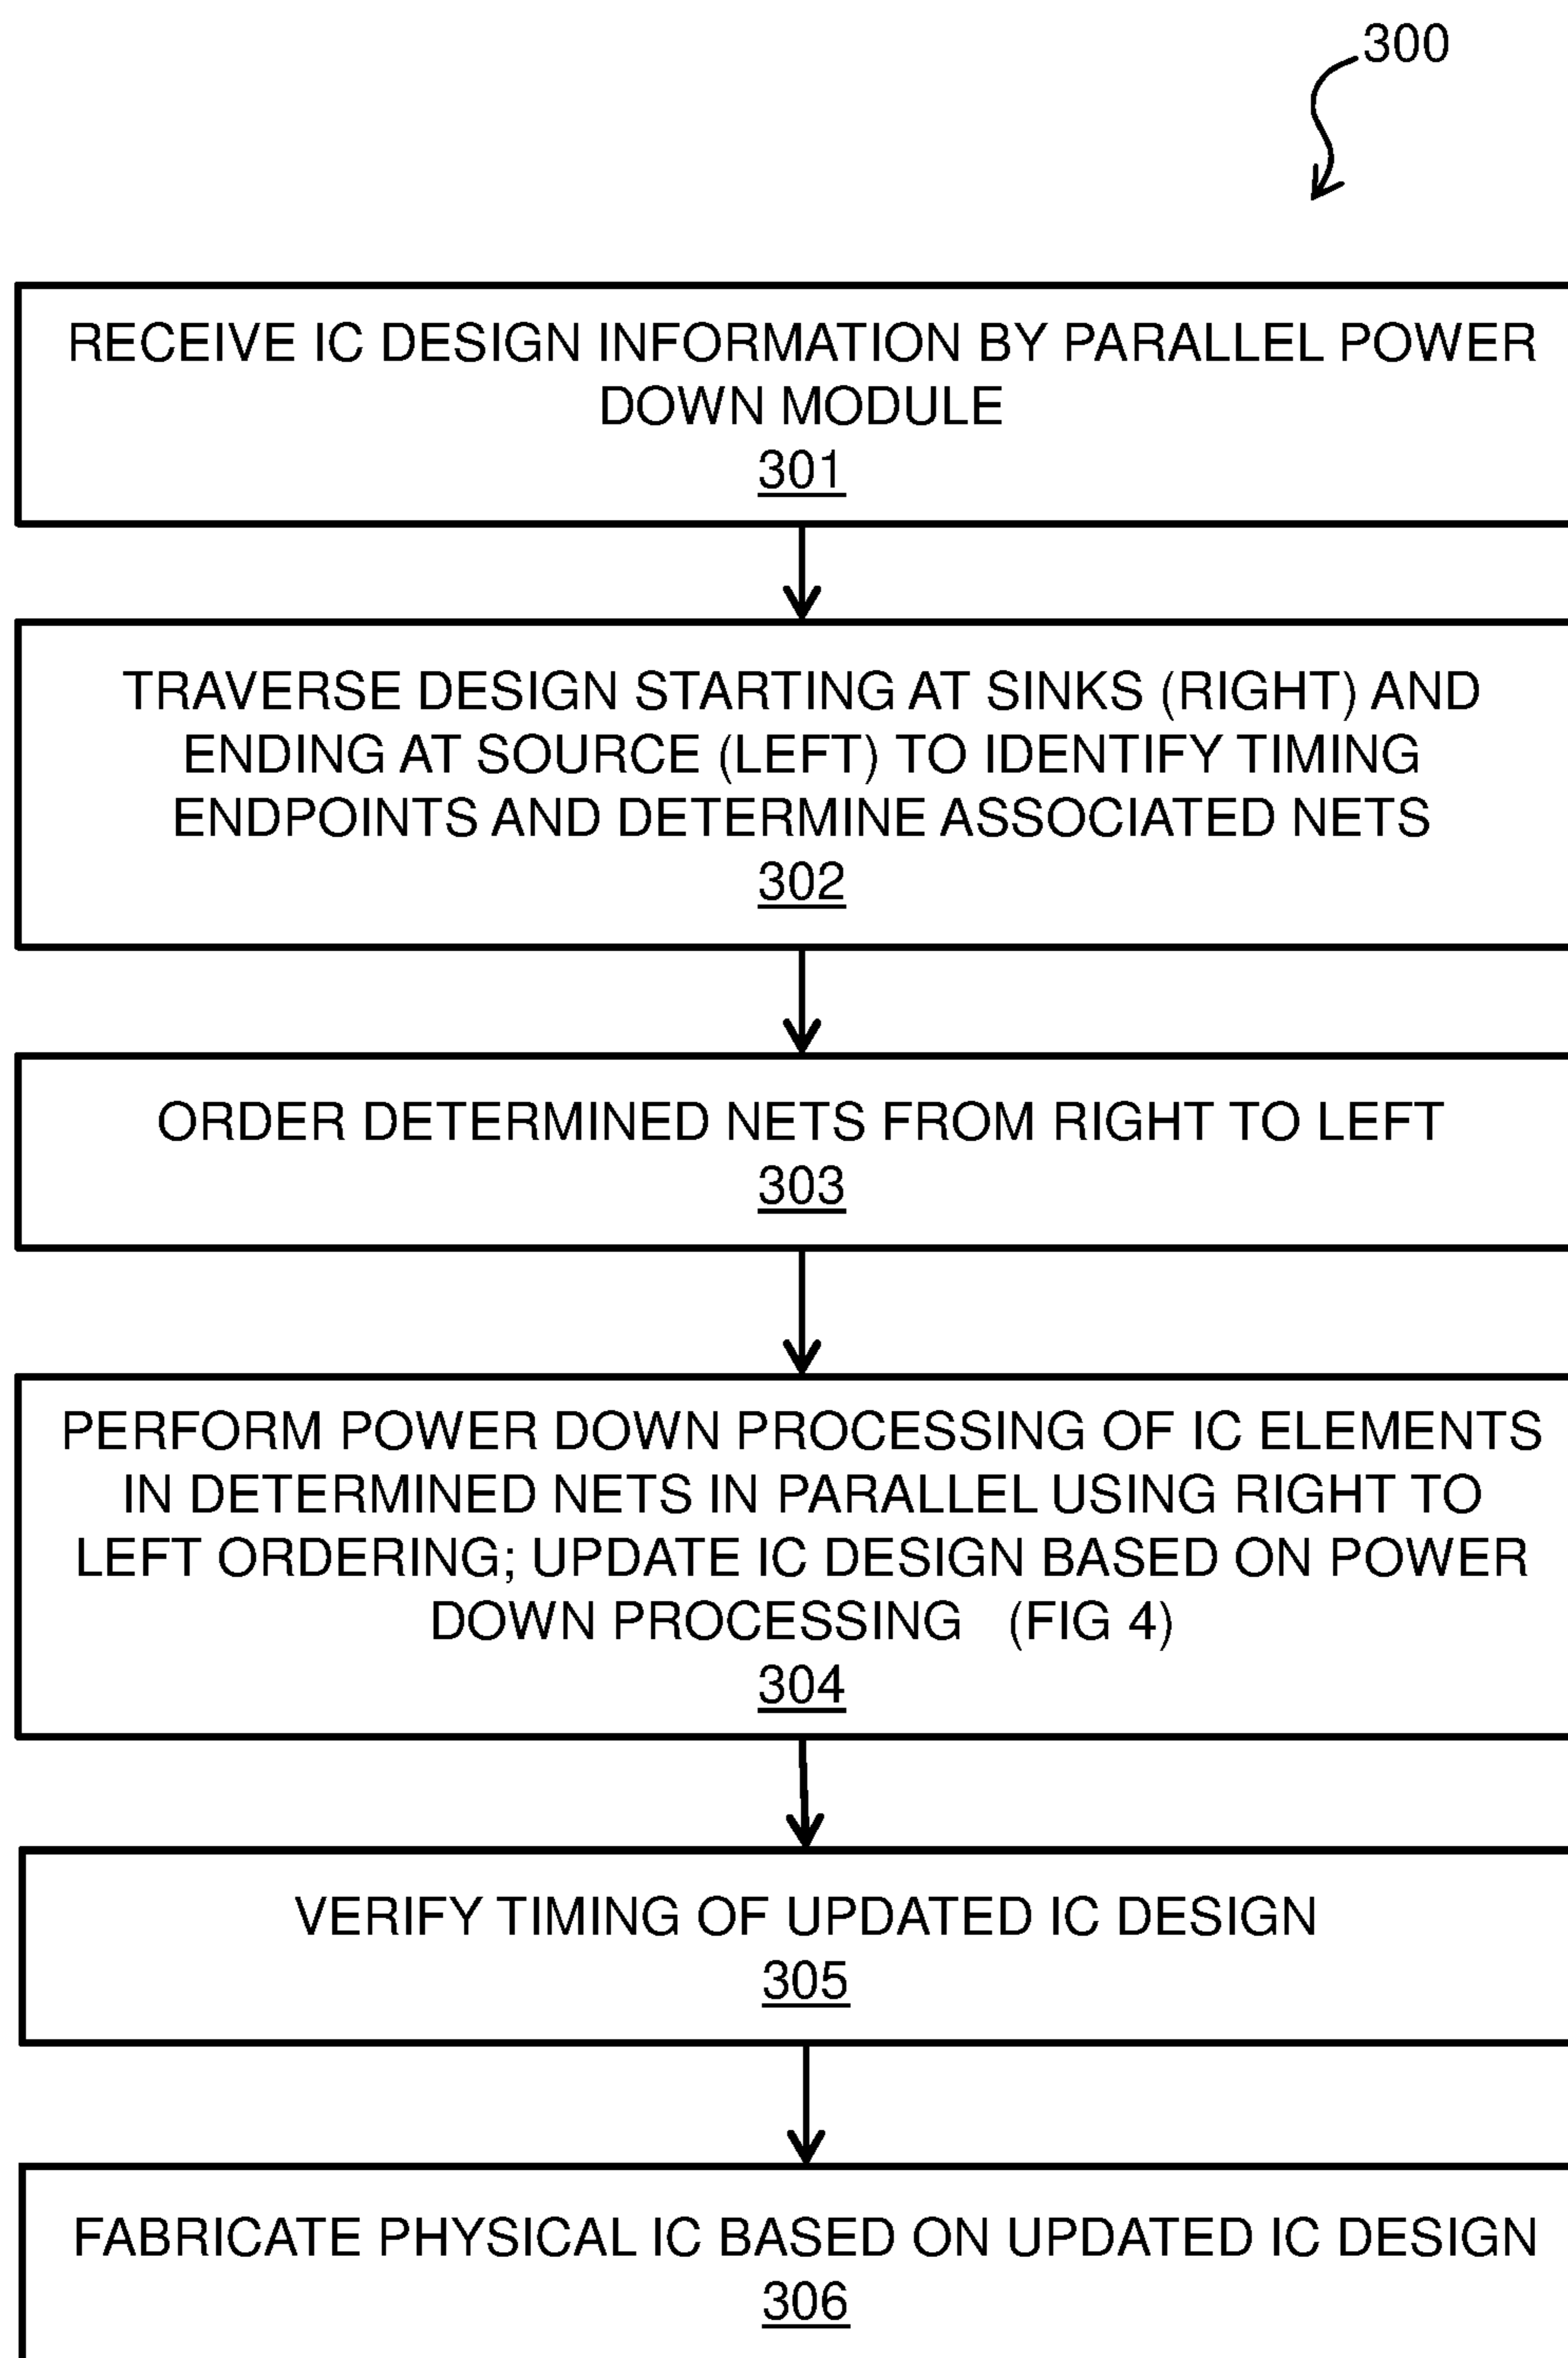 300
RECEIVE IC DESIGN INFORMATION BY PARALLEL POWER
DOWN MODULE
301
TRAVERSE DESIGN STARTING AT SINKS (RIGHT) AND
ENDING AT SOURCE (LEFT) TO IDENTIFY TIMING
ENDPOINTS AND DETERMINE ASSOCIATED NETS
302
ORDER DETERMINED NETS FROM RIGHT TO LEFT
303
PERFORM POWER DOWN PROCESSING OF IC ELEMENTS
IN DETERMINED NETS IN PARALLEL USING RIGHT TO
LEFT ORDERING; UPDATE IC DESIGN BASED ON POWER
DOWN PROCESSING (FIG 4)
304
VERIFY TIMING OF UPDATED IC DESIGN
305
FABRICATE PHYSICAL IC BASED ON UPDATED IC DESIGN
306